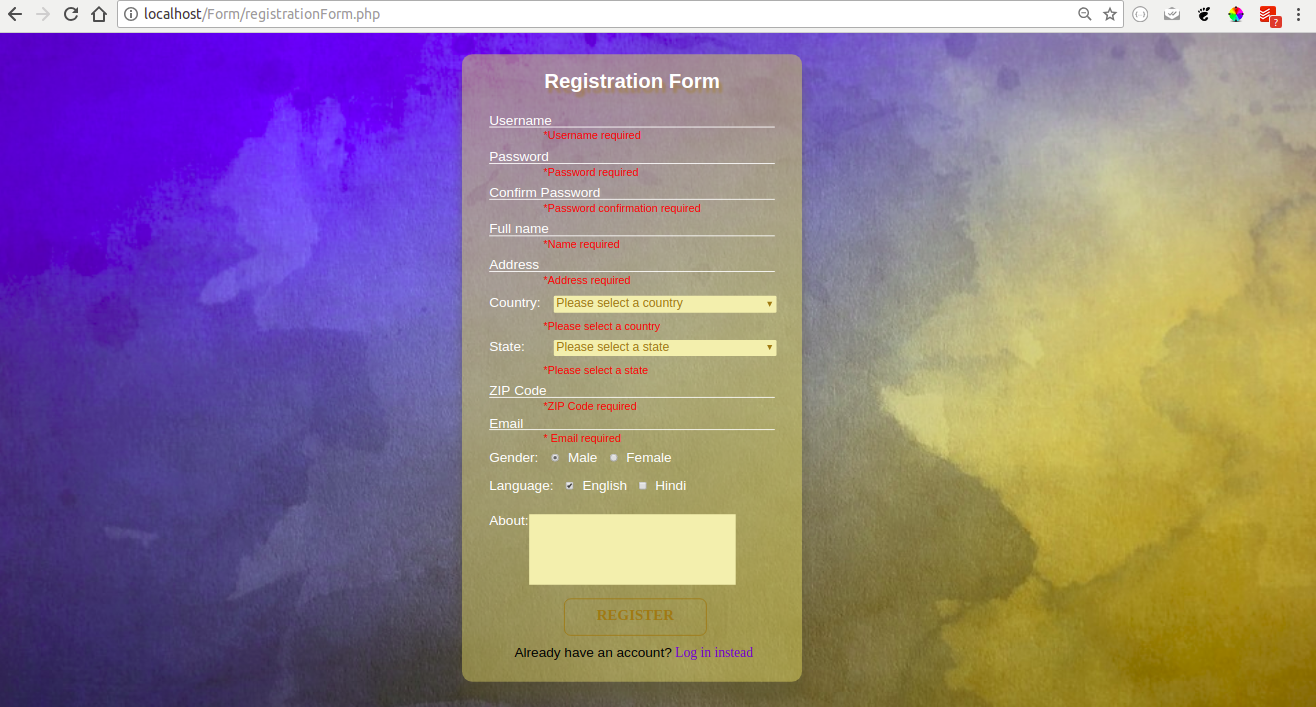 localhost/Form/registrationForm.php
?
Registration Form
Username
*Username required
Password
*Password required
Confirm Password
*Password confirmation required
Full name
*Name required
Address
*Address required
Country: Please select a country
*Please select a country
State: Please select a state
*Please select a state
ZIP Code
*ZIP Code required
Email
* Email required
Gender: Male Female
Language: English Hindi
About:
REGISTER
Already have an account? Log in instead